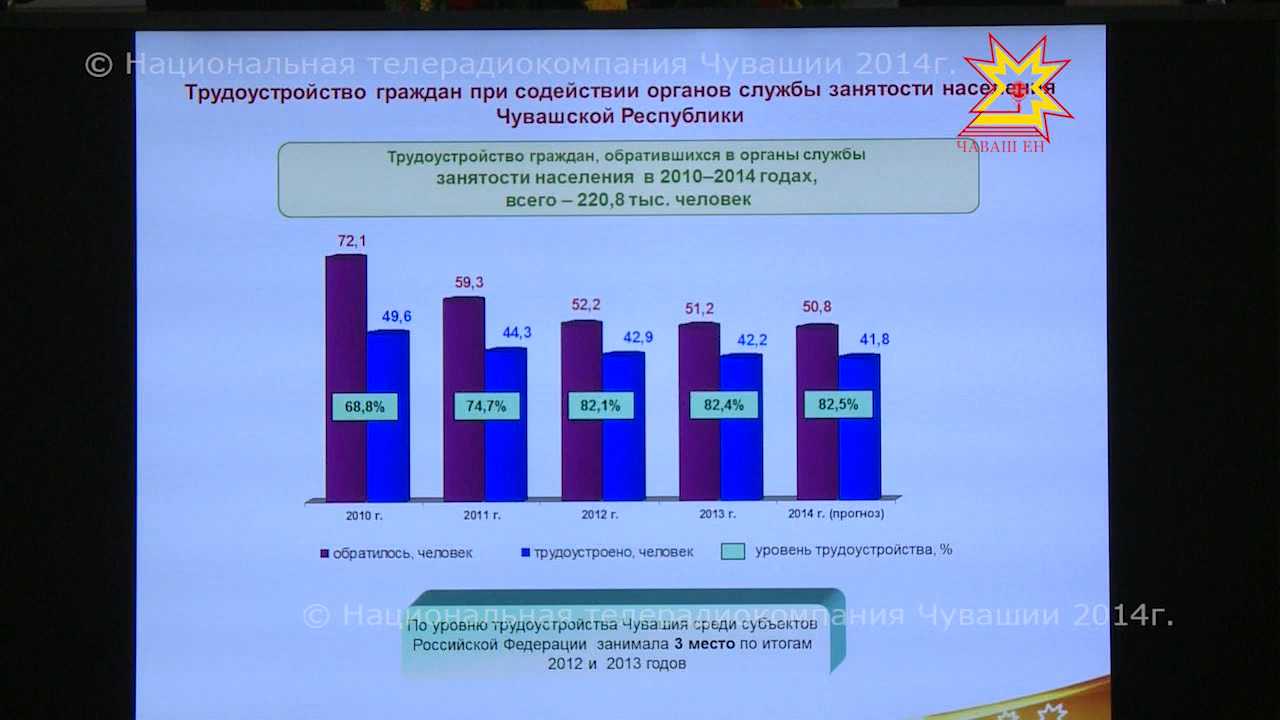 © Национальная телерадиокомпания Чувашии 2014г.
Трудоустройство граждан при содействии органов службы занятости населения
Чувашской Республики
ЧĂВАШ ЕН
Трудоустройство граждан, обратившихся в органы службы
занятости населения в 2010–2014 годах,
всего – 220,8 тыс. человек
72,1
59,3
52,2
51,2
50,8
49,6
44,3
42,9
42,2
41,8
68,8%
74,7%
82,1%
82,4%
82,5%
2010 г.
2011 г.
2012 г.
2013 г.
2014 г. (прогноз)
обратилось, человек
трудоустроено, человек
уровень трудоустройства, %
© Национальная телерадиокомпания Чувашии 2014г.
По уровню трудоустройства Чувашия среди субъектов
Российской Федерации занимала 3 место по итогам
2012 и 2013 годов